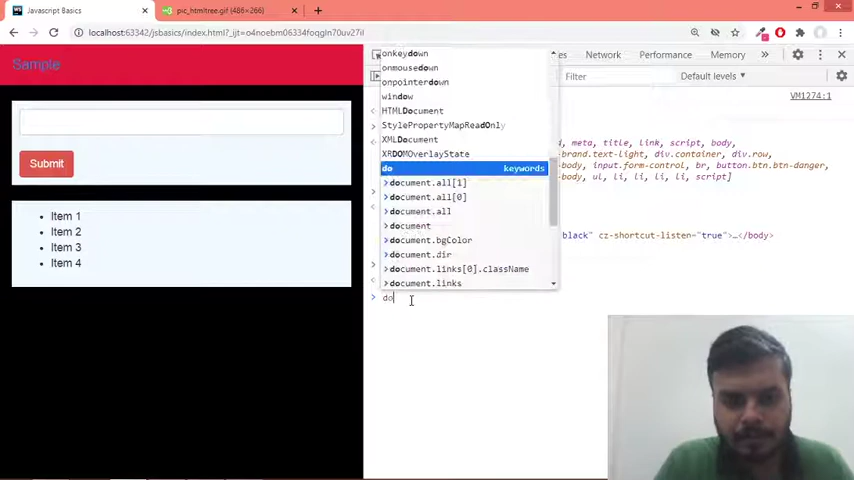 Javascript Basics
pic_htmltree.gif (486×266)
localhost:63342/jsbasics/index.html?_ijt=o4noebm06334foqgln70uv27il
Sample
Submit
Item 1
Item 2
Item 3
Item 4
es
Network
Performance
Memory
Filter
Default levels
VM1274:1
onkeydown
onmousedown
onpointerdown
window
HTMLDocument
StylePropertyMapReadOnly
XMLDocument
XRDOMOverlayState
do keywords
document.all[1]
document.all[0]
document.all
document
document.bgColor
document.dir
document.links[0].className
document.links
d, meta, title, link, script, body,
-brand.text-light, div.container, div.row,
-body, input.form-control, br, button.btn.btn-danger,
-body, ul, li, li, li, li, script]
black" cz-shortcut-listen="true">…</body>
do